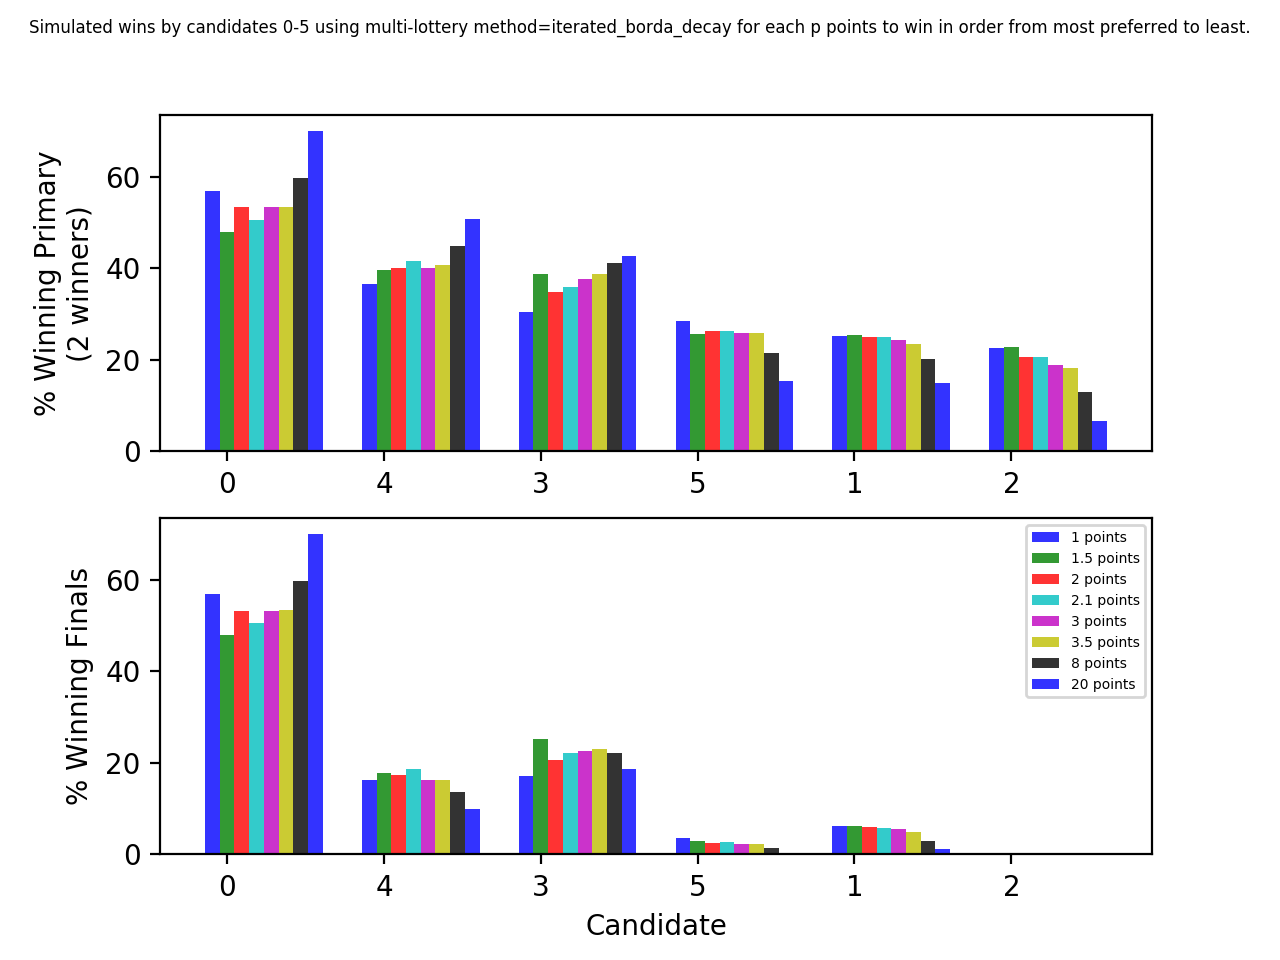 Simulated wins by candidates 0-5 using multi-lottery method=iterated_borda_decay for each p points to win in order from most preferred to least.
% Winning Primary
(2 winners)
60
40
20
0
0 4 3 5 1 2
% Winning Finals
60
40
20
0
1 points
1.5 points
2 points
2.1 points
3 points
3.5 points
8 points
20 points
0 4 3 5 1 2
Candidate